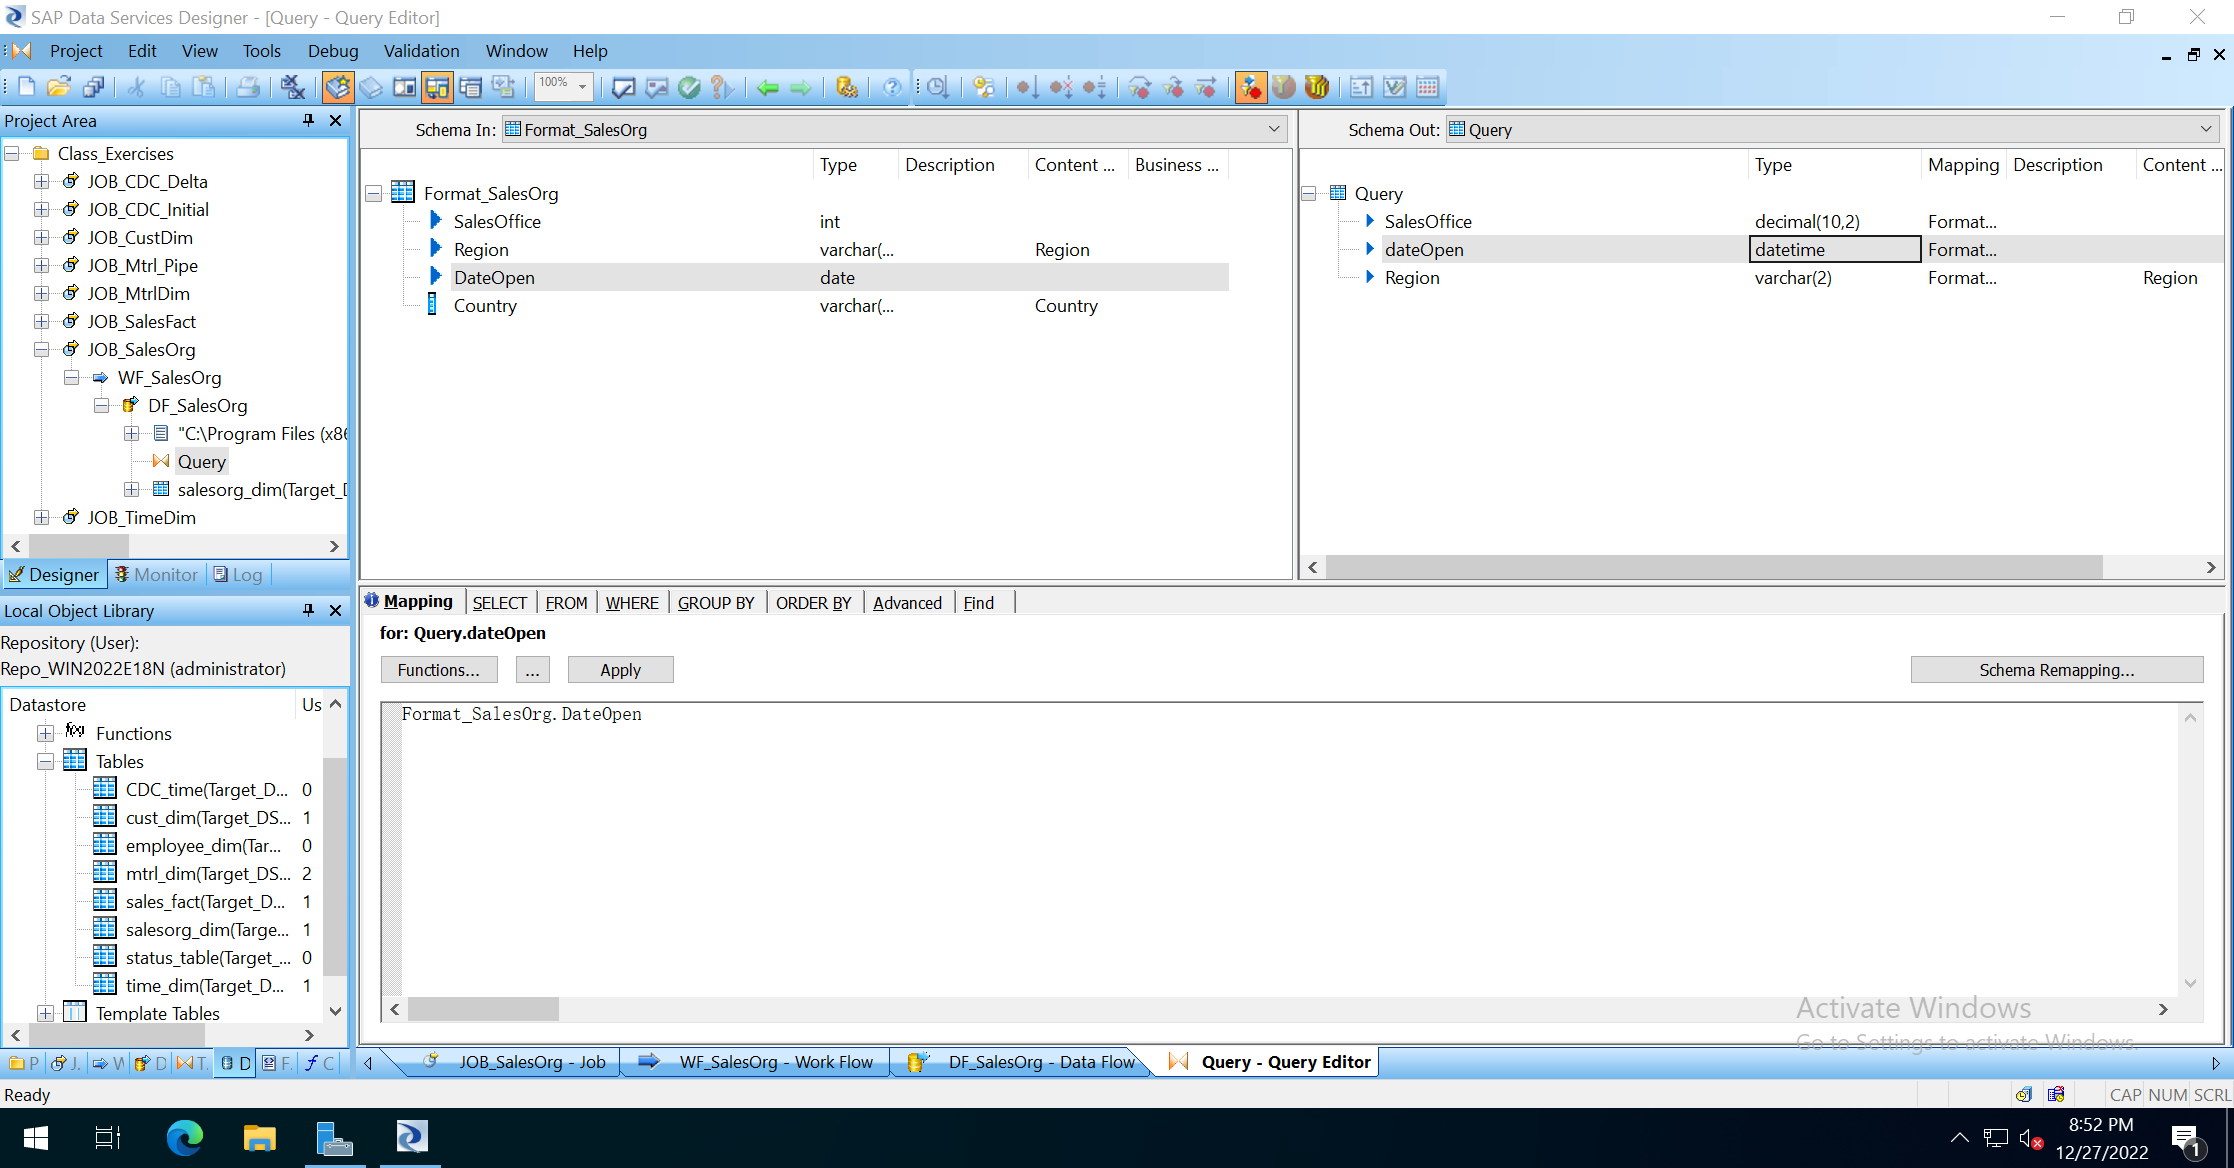 SAP Data Services Designer - [Query - Query Editor]
Project Edit View Tools Debug Validation Window Help
100%
Project Area
Class_Exercises
JOB_CDC_Delta
JOB_CDC_Initial
JOB_CustDim
JOB_Mtrl_Pipe
JOB_MtrlDim
JOB_SalesFact
JOB_SalesOrg
WF_SalesOrg
DF_SalesOrg
"C:\Program Files (x86
Query
salesorg_dim(Target_D
JOB_TimeDim
Designer Monitor Log
Local Object Library
Repository (User):
Repo_WIN2022E18N (administrator)
Datastore Us
Functions
Tables
CDC_time(Target_D... 0
cust_dim(Target_DS... 1
employee_dim(Tar... 0
mtrl_dim(Target_DS... 2
sales_fact(Target_D... 1
salesorg_dim(Targe... 1
status_table(Target_... 0
time_dim(Target_D... 1
Template Tables
P J. W D T. D F. C
Schema In: Format_SalesOrg
Type Description Content ... Business ...
Format_SalesOrg
SalesOffice int
Region varchar(... Region
DateOpen date
Country varchar(... Country
Schema Out: Query
Type Mapping Description Content ...
Query
SalesOffice decimal(10,2) Format...
dateOpen datetime Format...
Region varchar(2) Format... Region
Mapping SELECT FROM WHERE GROUP BY ORDER BY Advanced Find
for: Query.dateOpen
Functions... ... Apply Schema Remapping...
Format_SalesOrg.DateOpen
Activate Windows
Go to Settings to activate Windows.
JOB_SalesOrg - Job WF_SalesOrg - Work Flow DF_SalesOrg - Data Flow Query - Query Editor
Ready CAP NUM SCRL
8:52 PM
12/27/2022
1